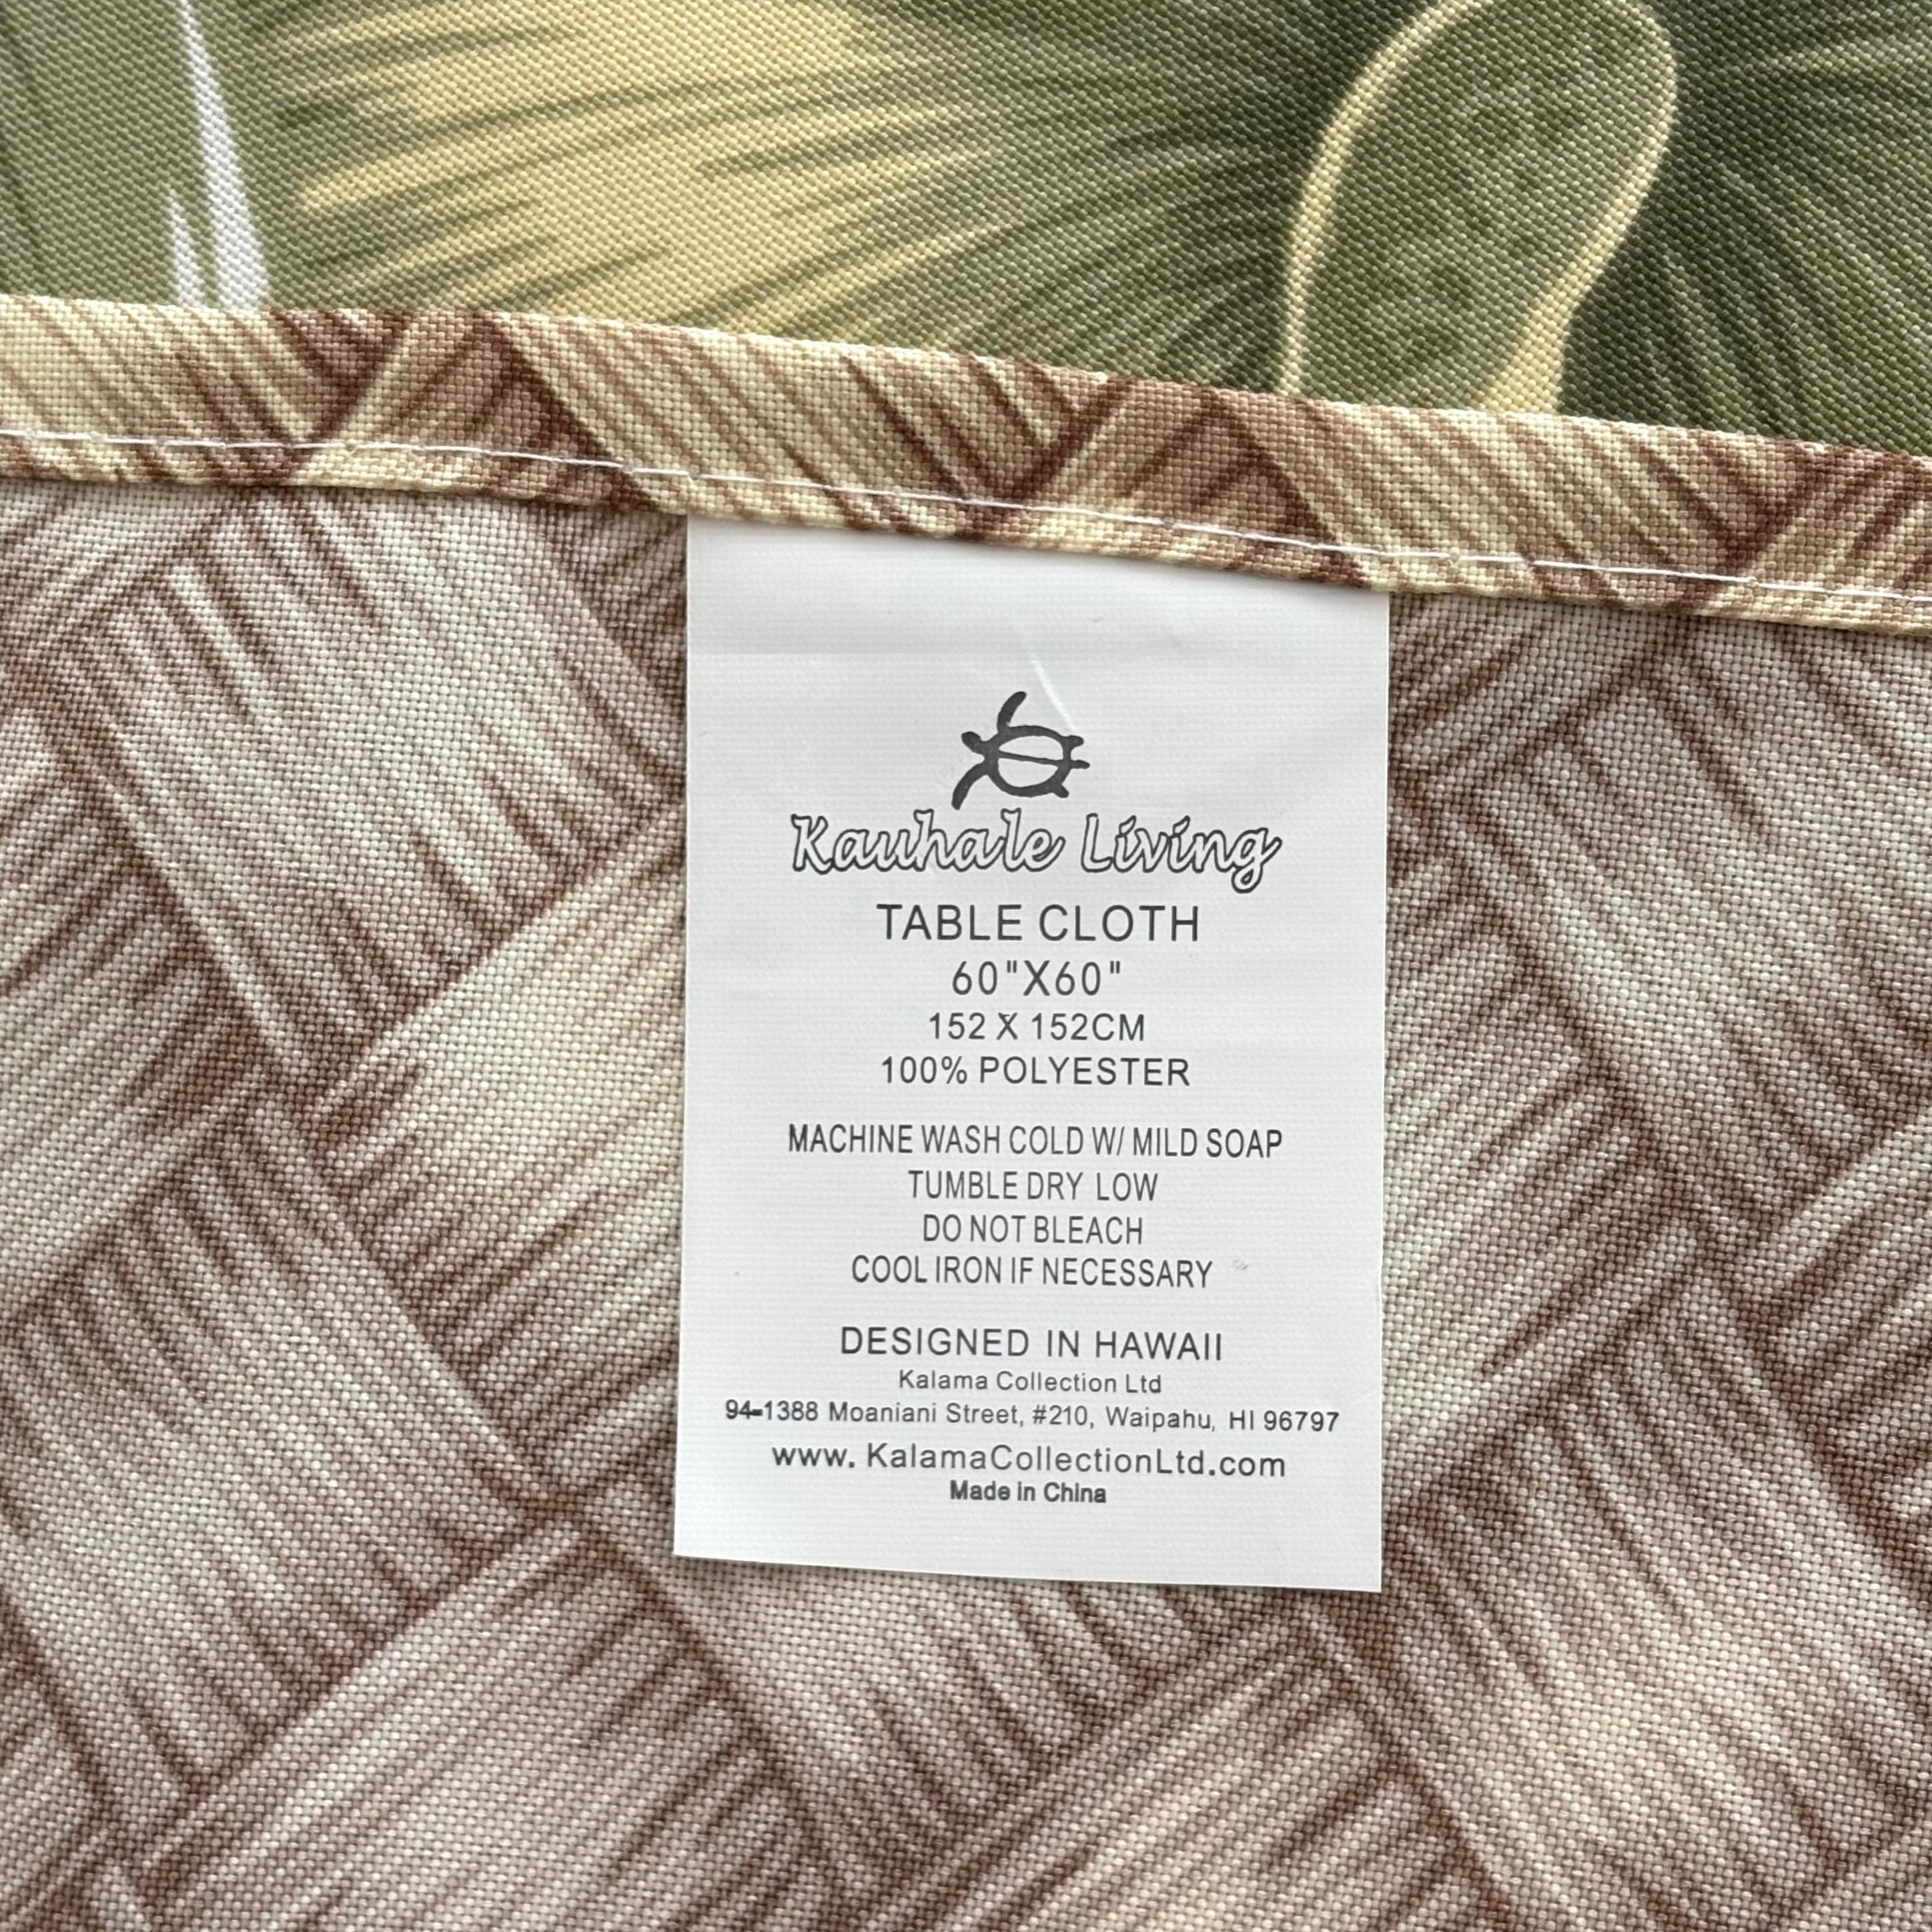 Kauhale Living
TABLE CLOTH
60"X60"
152 X 152CM
100% POLYESTER
MACHINE WASH COLD W/ MILD SOAP
TUMBLE DRY LOW
DO NOT BLEACH
COOL IRON IF NECESSARY
DESIGNED IN HAWAII
Kalama Collection Ltd
94-1388 Moaniani Street, #210, Waipahu, HI 96797
www. KalamaCollectionLtd.com
Made in China